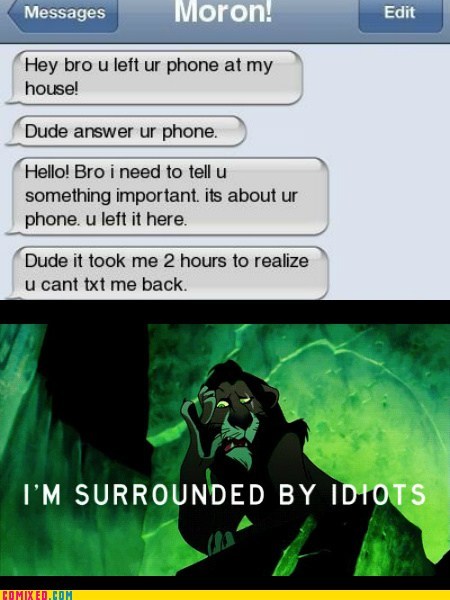 Messages
Moron!
Edit
Hey bro u left ur phone at my
house!
Dude answer ur phone.
Hello! Bro i need to tell u
something important. its about ur
phone. u left it here.
Dude it took me 2 hours to realize
u cant txt me back.
I'M SURROUNDED BY IDIOTS
COMIXED.COM